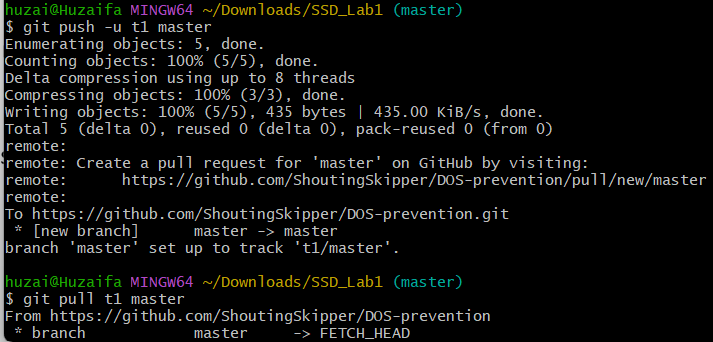 huzai@Huzaifa MINGW64 ~/Downloads/SSD_Lab1 (master)
$ git push -u t1 master
Enumerating objects: 5, done.
Counting objects: 100% (5/5), done.
Delta compression using up to 8 threads
Compressing objects: 100% (3/3), done.
Writing objects: 100% (5/5), 435 bytes | 435.00 KiB/s, done.
Total 5 (delta 0), reused 0 (delta 0), pack-reused 0 (from 0)
remote:
remote: Create a pull request for 'master' on GitHub by visiting:
remote:      https://github.com/ShoutingSkipper/DOS-prevention/pull/new/master
remote:
To https://github.com/ShoutingSkipper/DOS-prevention.git
 * [new branch]      master -> master
branch 'master' set up to track 't1/master'.
huzai@Huzaifa MINGW64 ~/Downloads/SSD_Lab1 (master)
$ git pull t1 master
From https://github.com/ShoutingSkipper/DOS-prevention
 * branch            master     -> FETCH_HEAD